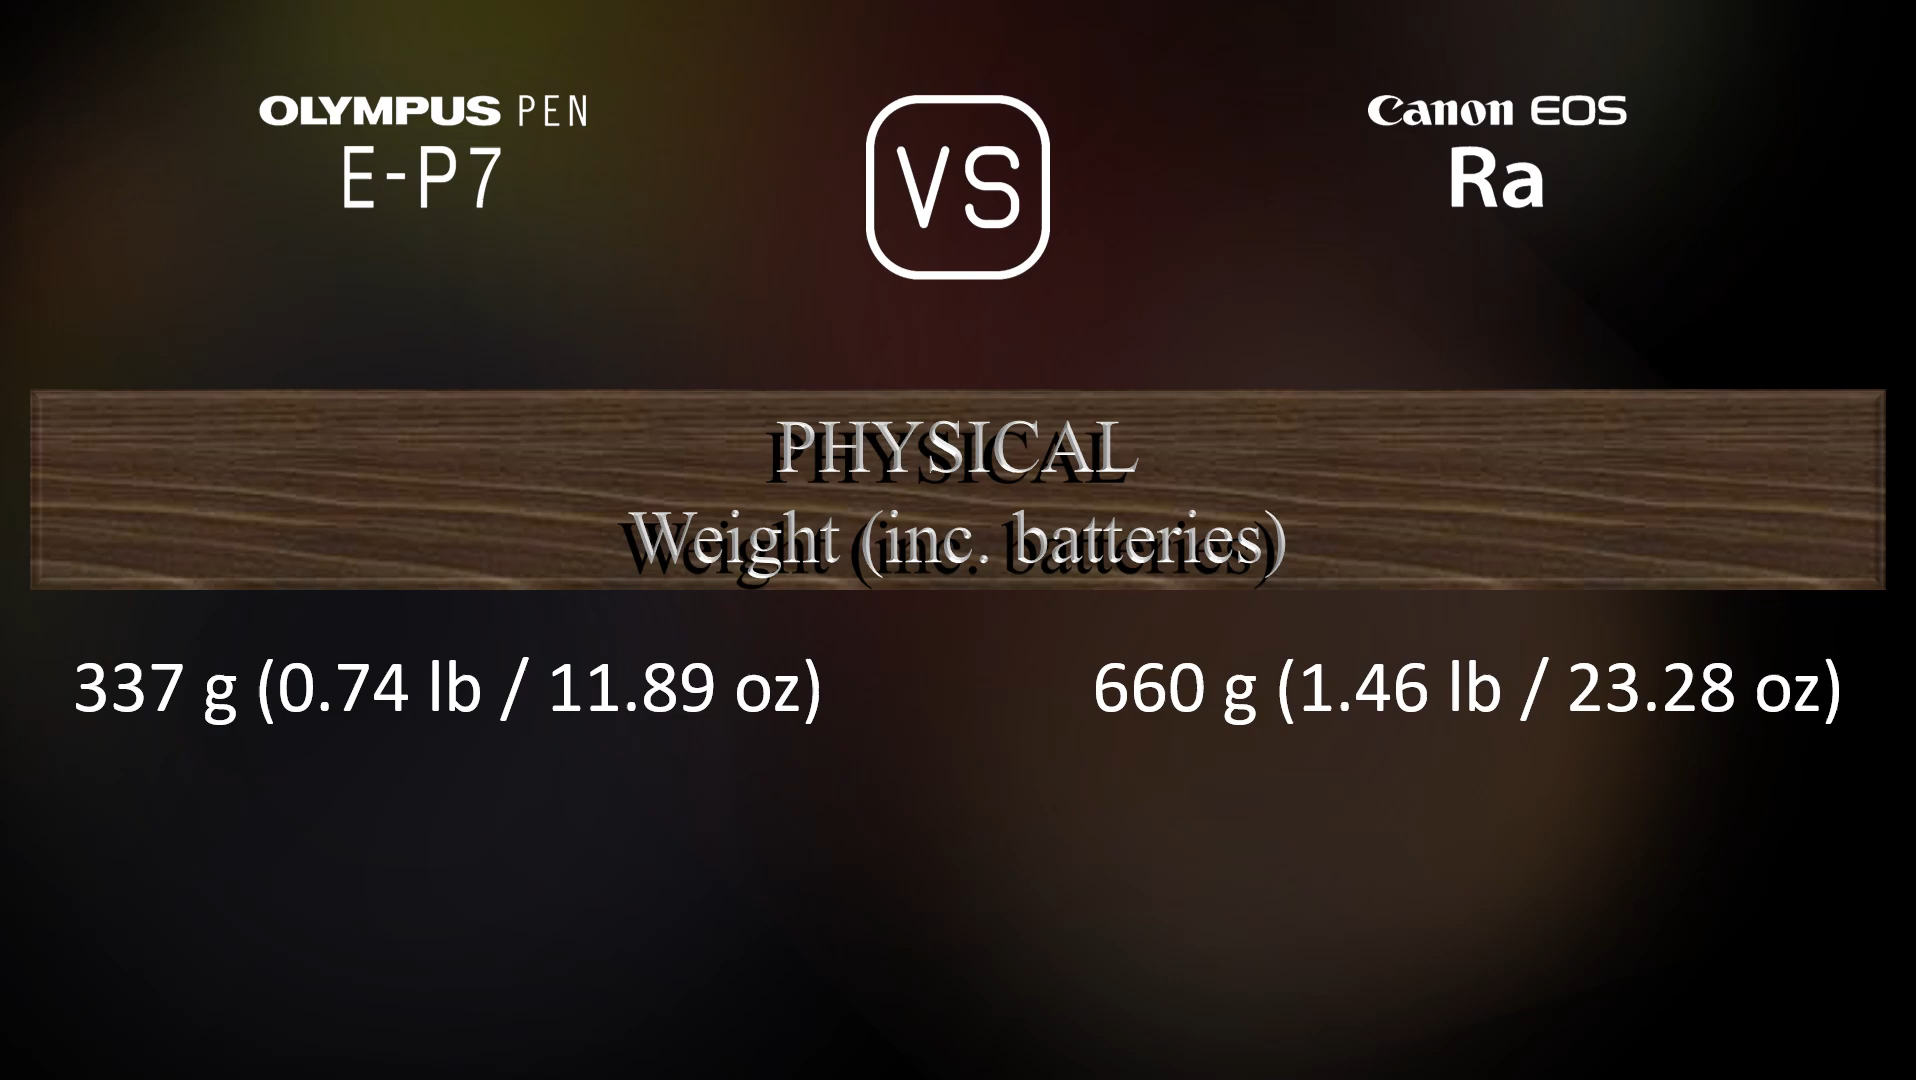 OLYMPUS PEN
E-P7
VS
Canon EOS
Ra
PHYSICAL
Weight (inc. batteries)
337 g (0.74 lb / 11.89 oz)
660 g (1.46 lb / 23.28 oz)